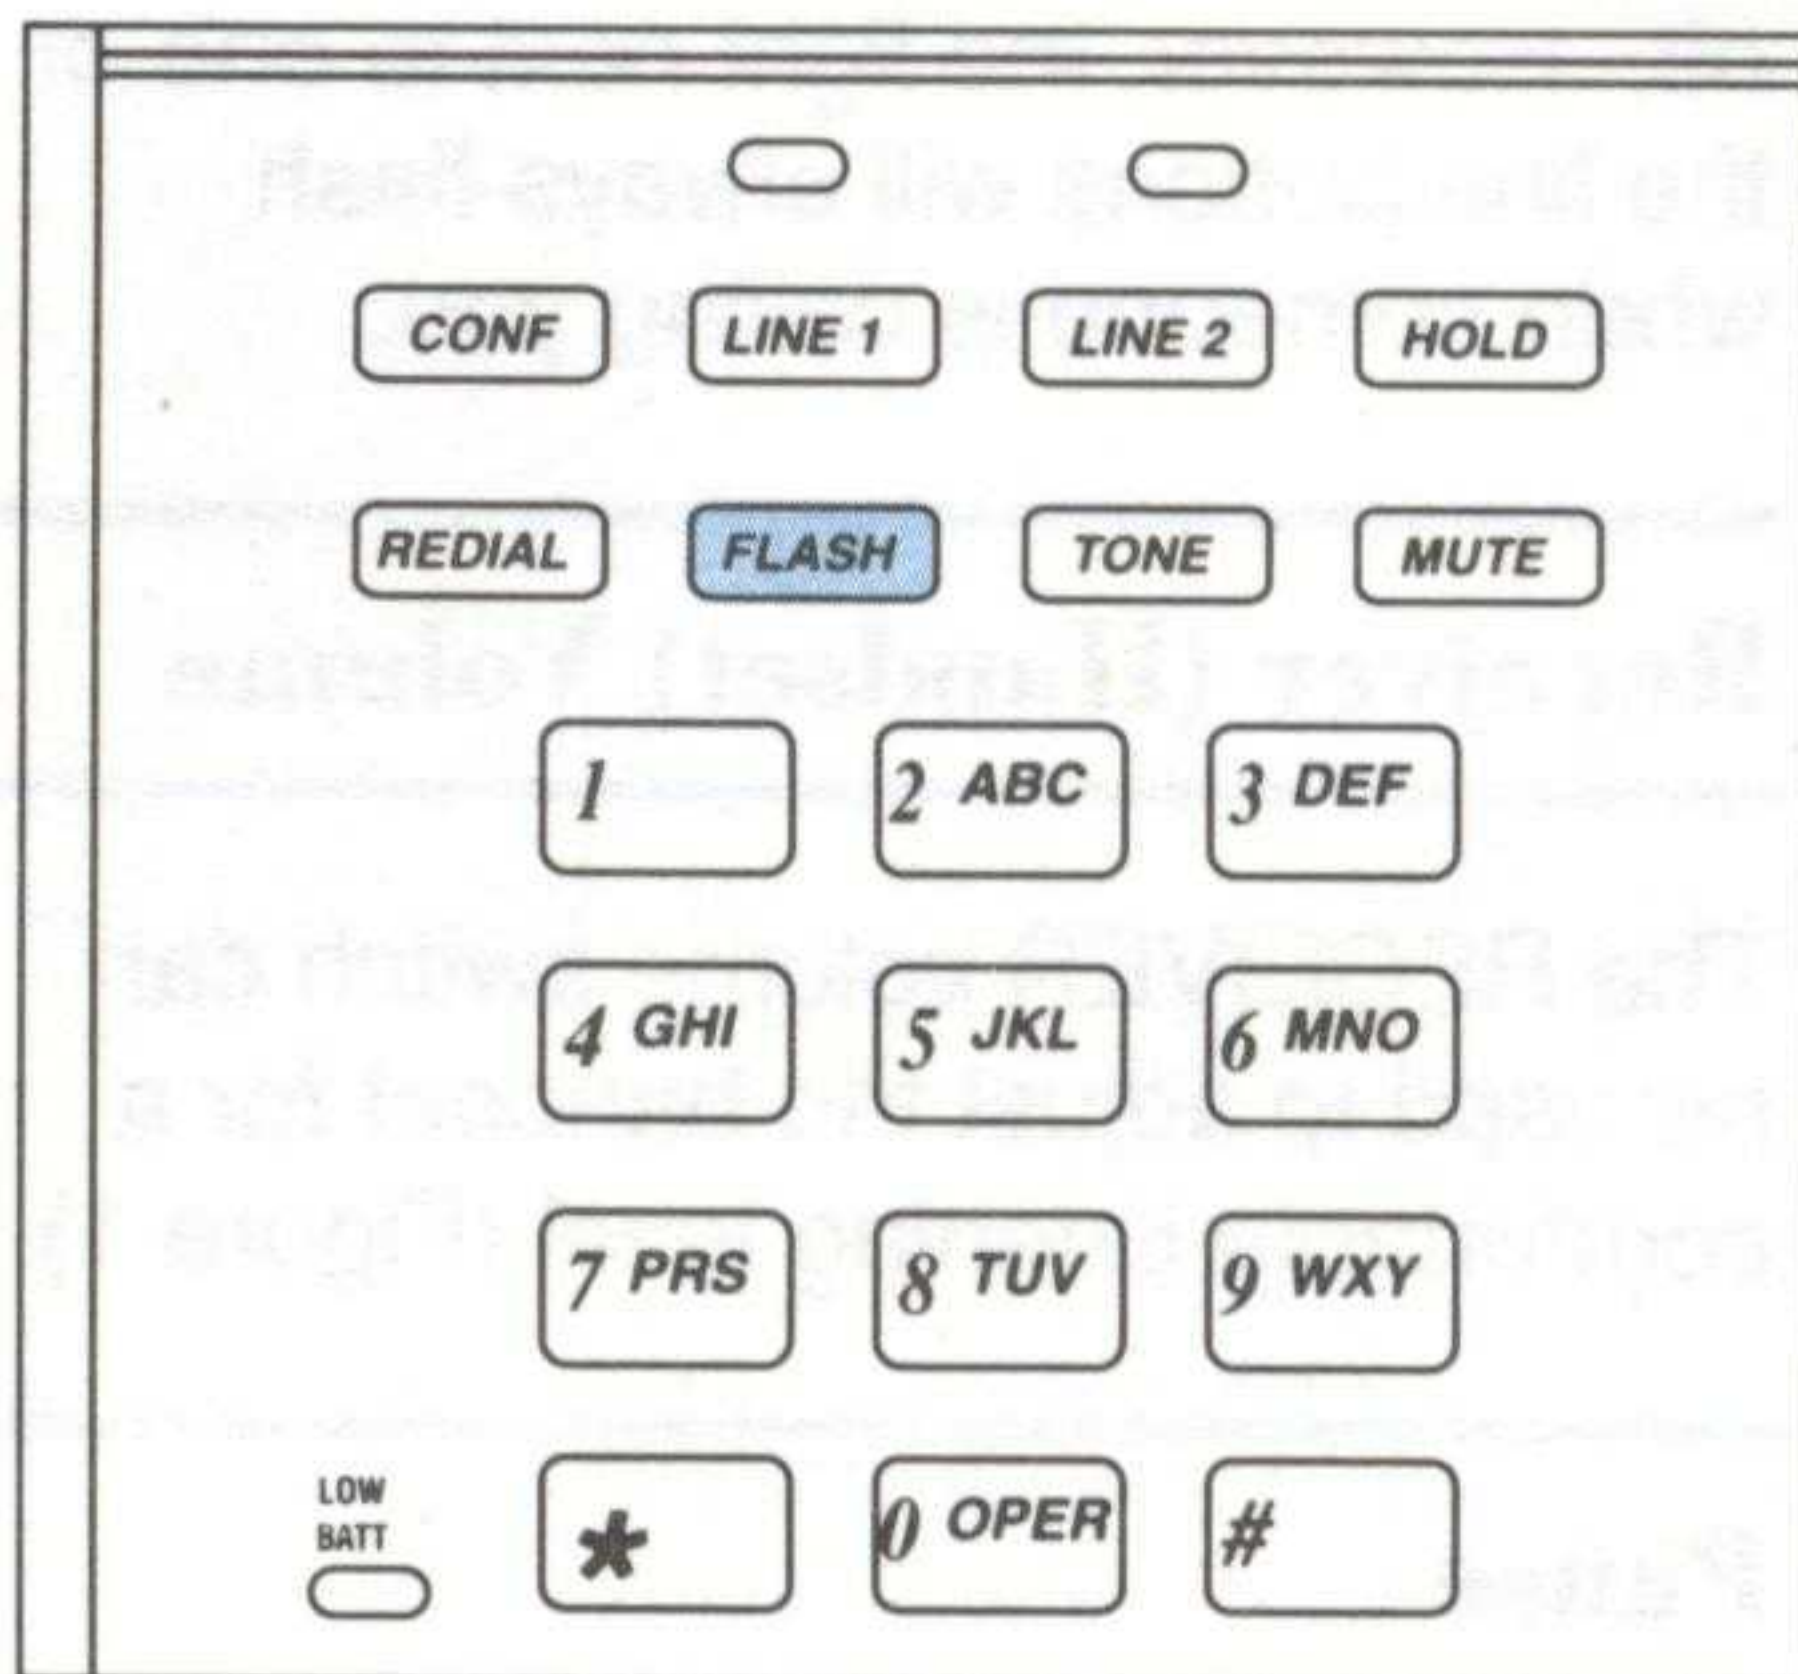 CONF LINE 1 LINE 2 HOLD
REDIAL FLASH TONE MUTE
1 2 ABC 3 DEF
4 GHI 5 JKL 6 MNO
7 PRS 8 TUV 9 WXY
LOW
BATT
* 0 OPER #